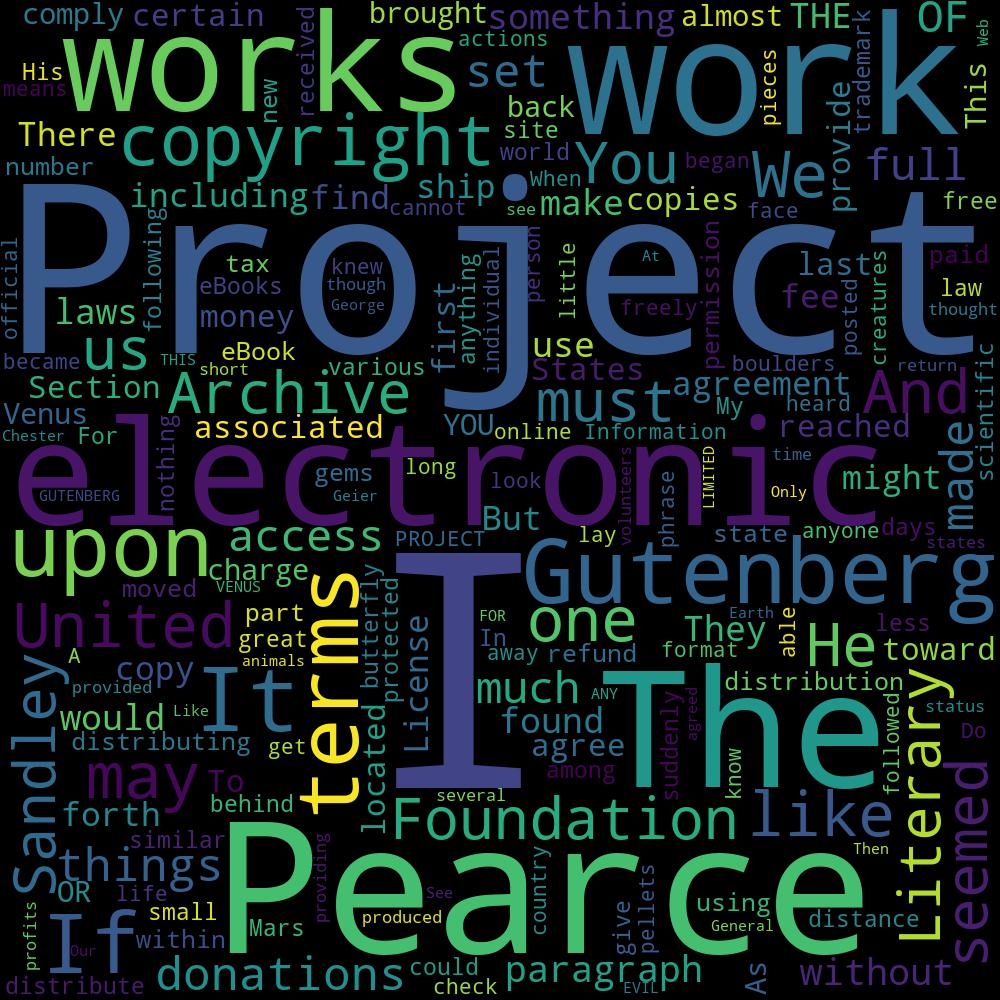 comply certain brought something almost THE OF
works actions work Web
His received set pieces trademark This
means new back
There copyright site You We provide full
number world When began
including find ship make copies face free
cannot see
Project
official following tax knew At last paid
eBooks though person little freely permission fee posted creatures law
laws money George first anything individual thought
us eBook use boulders
became THIS short various States return
Section Archive must agreement And scientific
Venus associated YOU online Information My heard reached made
Chester For
electronic
nothing gems long look LIMITED time might
GUTENBERG Geier volunteers Only
upon access PROJECT But lay phrase state anyone days
states
charge I Gutenberg
moved VENUS butterfly protected
United part terms License FOR one Earth able He less
great In They toward
A animals away refund format
Sandley copy It much ANY The distribution
provided located found suddenly agreed know followed Literary status
would Like
distributing get agree Do
may To among
behind several like seemed
forth Foundation
similar Pearce Then
things providing country
OR life See using
profits small Mars produced pellets General distance
If Our within give
distribute donations could paragraph As without
check EVIL